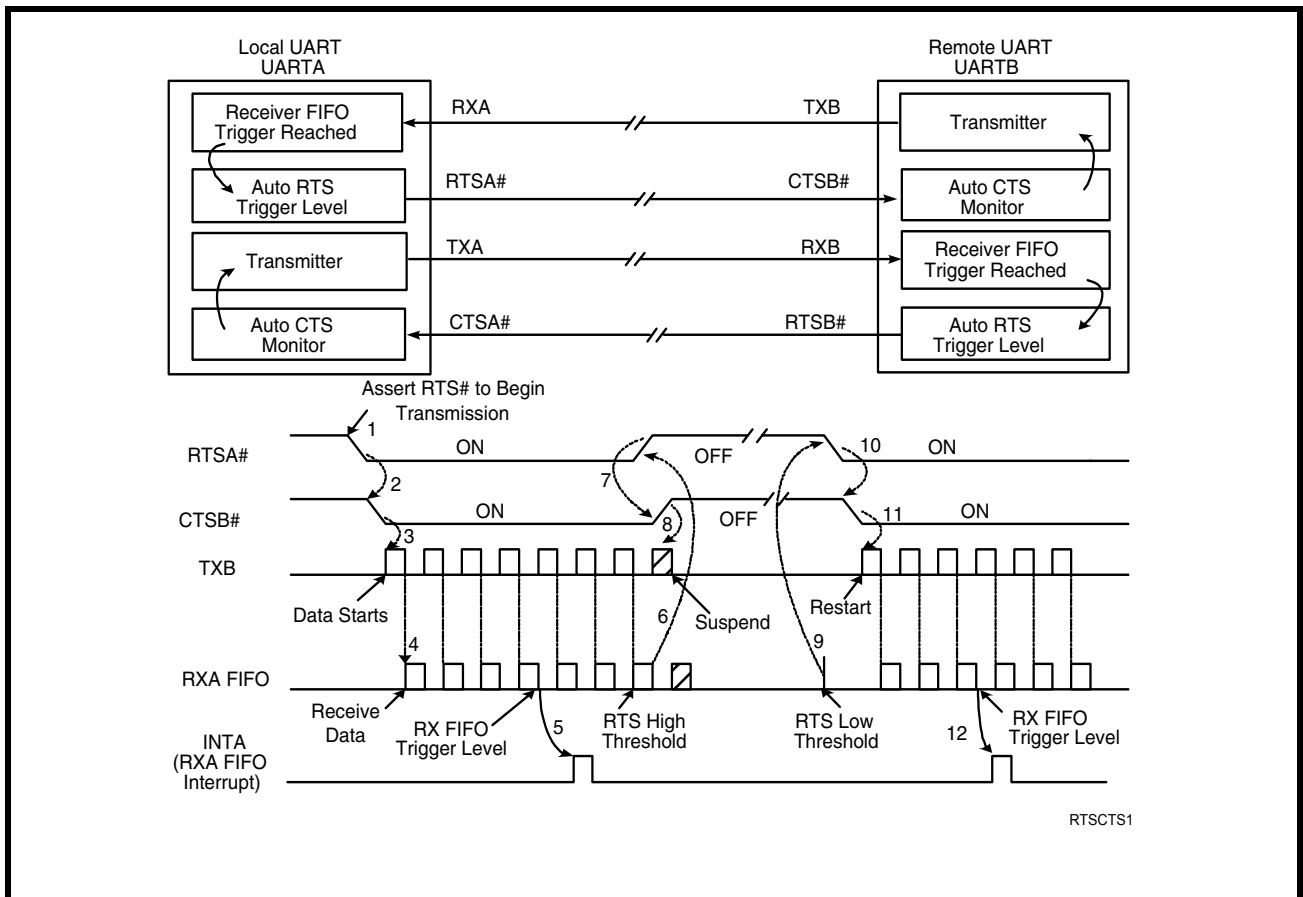 Local UART
UARTA
Remote UART
UARTB
Receiver FIFO
Trigger Reached
RXA
TXB
Transmitter
Auto RTS
Trigger Level
RTSA#
CTSB#
Auto CTS
Monitor
Transmitter
TXA
RXB
Receiver FIFO
Trigger Reached
Auto CTS
Monitor
CTSA#
RTSB#
Auto RTS
Trigger Level
Assert RTS# to Begin
Transmission
1
RTSA#
ON
7
OFF
10
ON
2
CTSB#
ON
8
OFF
11
ON
3
TXB
Data Starts
6
Suspend
Restart
4
9
RXA FIFO
Receive
Data
RX FIFO
Trigger Level
5
RTS High
Threshold
RTS Low
Threshold
12
RX FIFO
Trigger Level
INTA
(RXA FIFO
Interrupt)
RTSCTS1